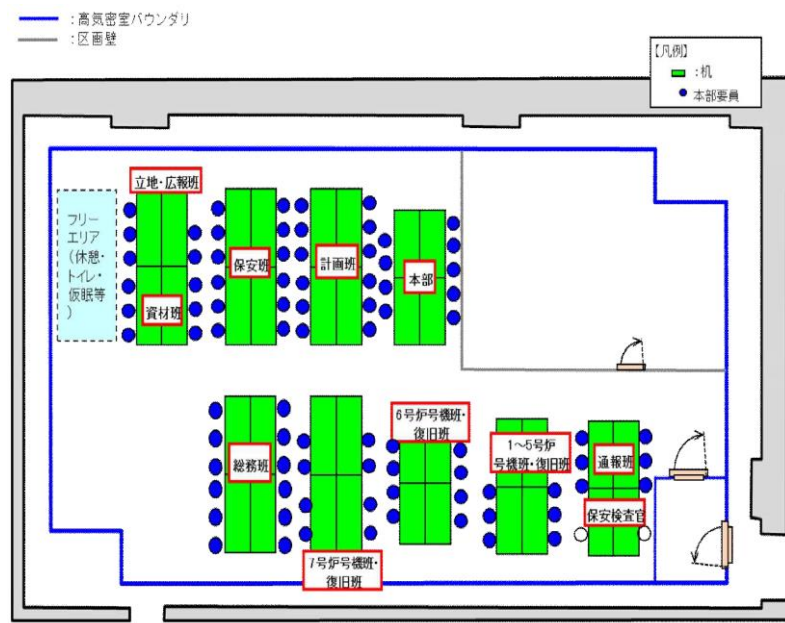 ：高気密室バウンダリ
：区画壁
【凡例】
：机
本部要員
立地・広報班
フリー
エリア
（休憩・
トイレ・
仮眠等
）
保安班
計画班
本部
資材班
6号炉号機班・
復旧班
1～5号炉
号機班・復旧班
総務班
通報班
保安検査官
7号炉号機班・
復旧班